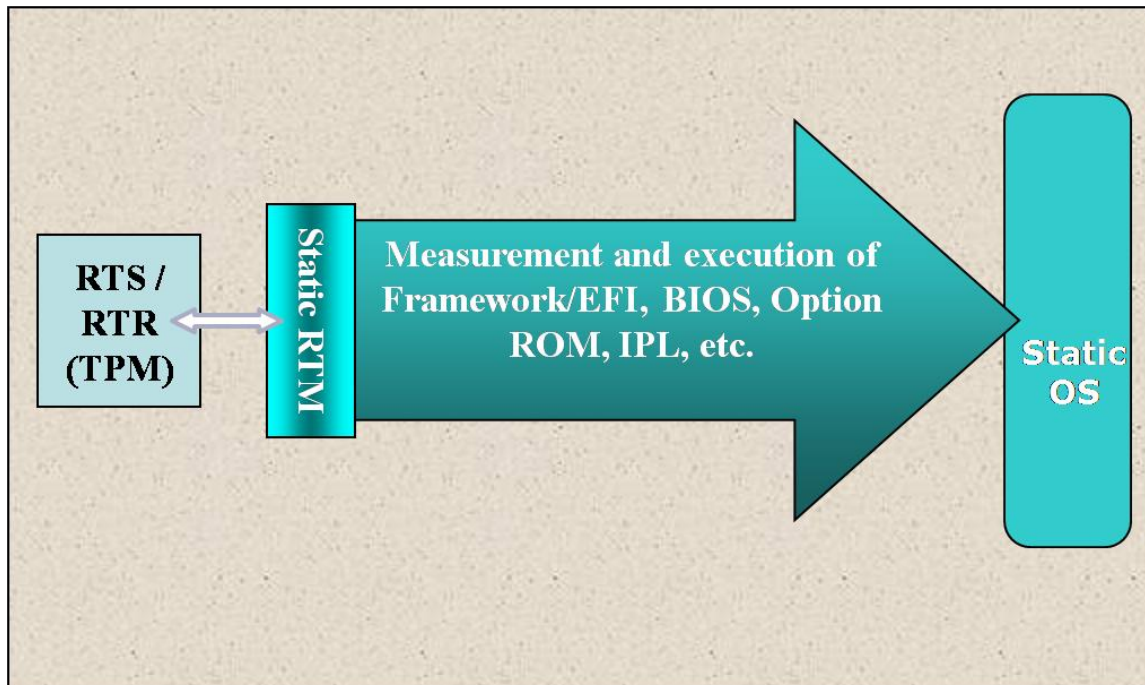 RTS /
RTR
(TPM)
Static RTM
Measurement and execution of
Framework/EFI, BIOS, Option
ROM, IPL, etc.
Static
OS